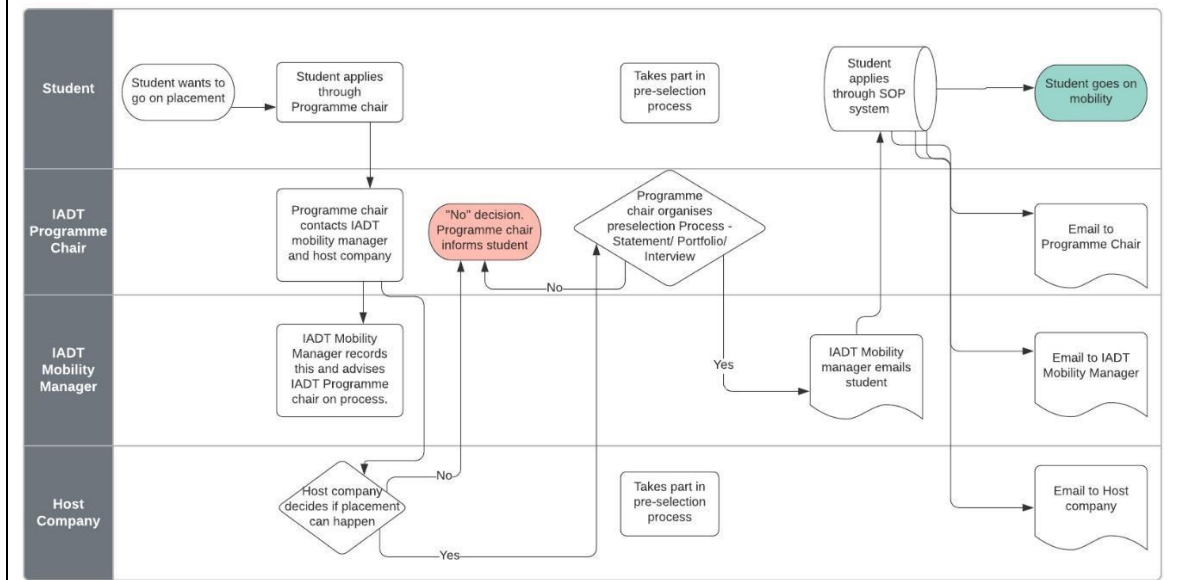 Student
Student wants to
go on placement
Student applies
through
Programme chair
Takes part in
pre-selection
process
Student
applies
through SOP
system
Student goes on
mobility
IADT
Programme
Chair
Programme chair
contacts IADT
mobility manager
and host company
"No" decision.
Programme chair
informs student
Programme
chair organises
preselection Process -
Statement/ Portfolio/
Interview
No
Email to
Programme Chair
IADT
Mobility
Manager
IADT Mobility
Manager records
this and advises
IADT Programme
chair on process.
Yes
IADT Mobility
manager emails
student
Email to IADT
Mobility Manager
Host
Company
Host company
decides if placement
can happen
No
Yes
Takes part in
pre-selection
process
Email to Host
company